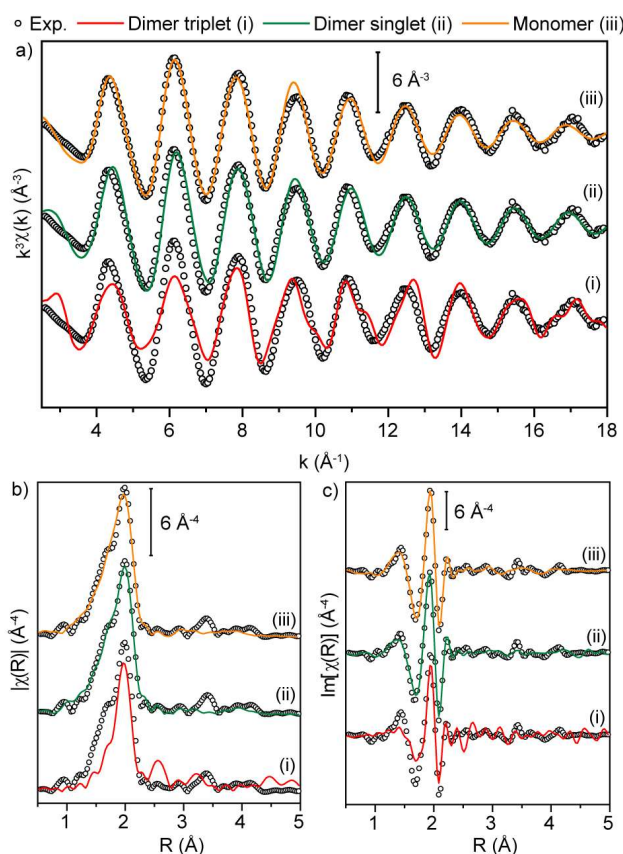 Exp. Dimer triplet (i) Dimer singlet (ii) Monomer (iii)
a)
6 Å⁻³
(iii)
(ii)
(i)
k³χ(k) (Å⁻³)
4 6 8 10 12 14 16 18
k (Å⁻¹)
b)
6 Å⁻⁴
(iii)
(ii)
(i)
|χ(R)| (Å⁻⁴)
1 2 3 4 5
R (Å)
c)
6 Å⁻⁴
(iii)
(ii)
(i)
Im[χ(R)] (Å⁻⁴)
1 2 3 4 5
R (Å)